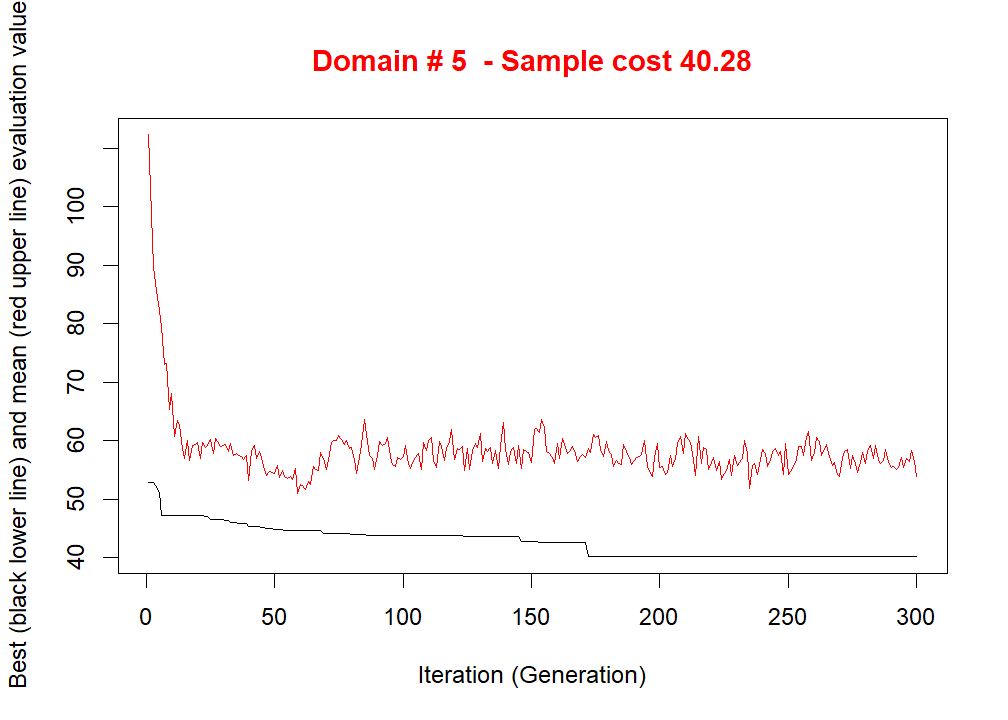 Domain # 5  - Sample cost 40.28
Best (black lower line) and mean (red upper line) evaluation value
100
90
80
70
60
50
40
0 50 100 150 200 250 300
Iteration (Generation)